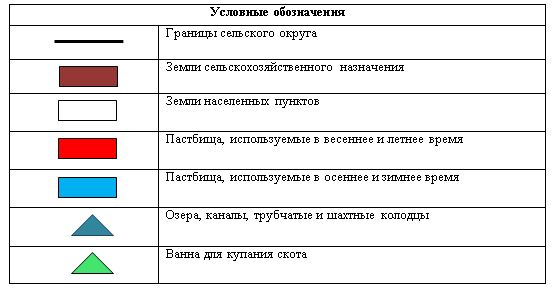 Условные обозначения
Границы сельского округа
Земли сельскохозяйственного назначения
Земли населенных пунктов
Пастбища, используемые в весеннее и летнее время
Пастбища, используемые в осеннее и зимнее время
Озера, каналы, трубчатые и шахтные колодцы
Ванна для купания скота